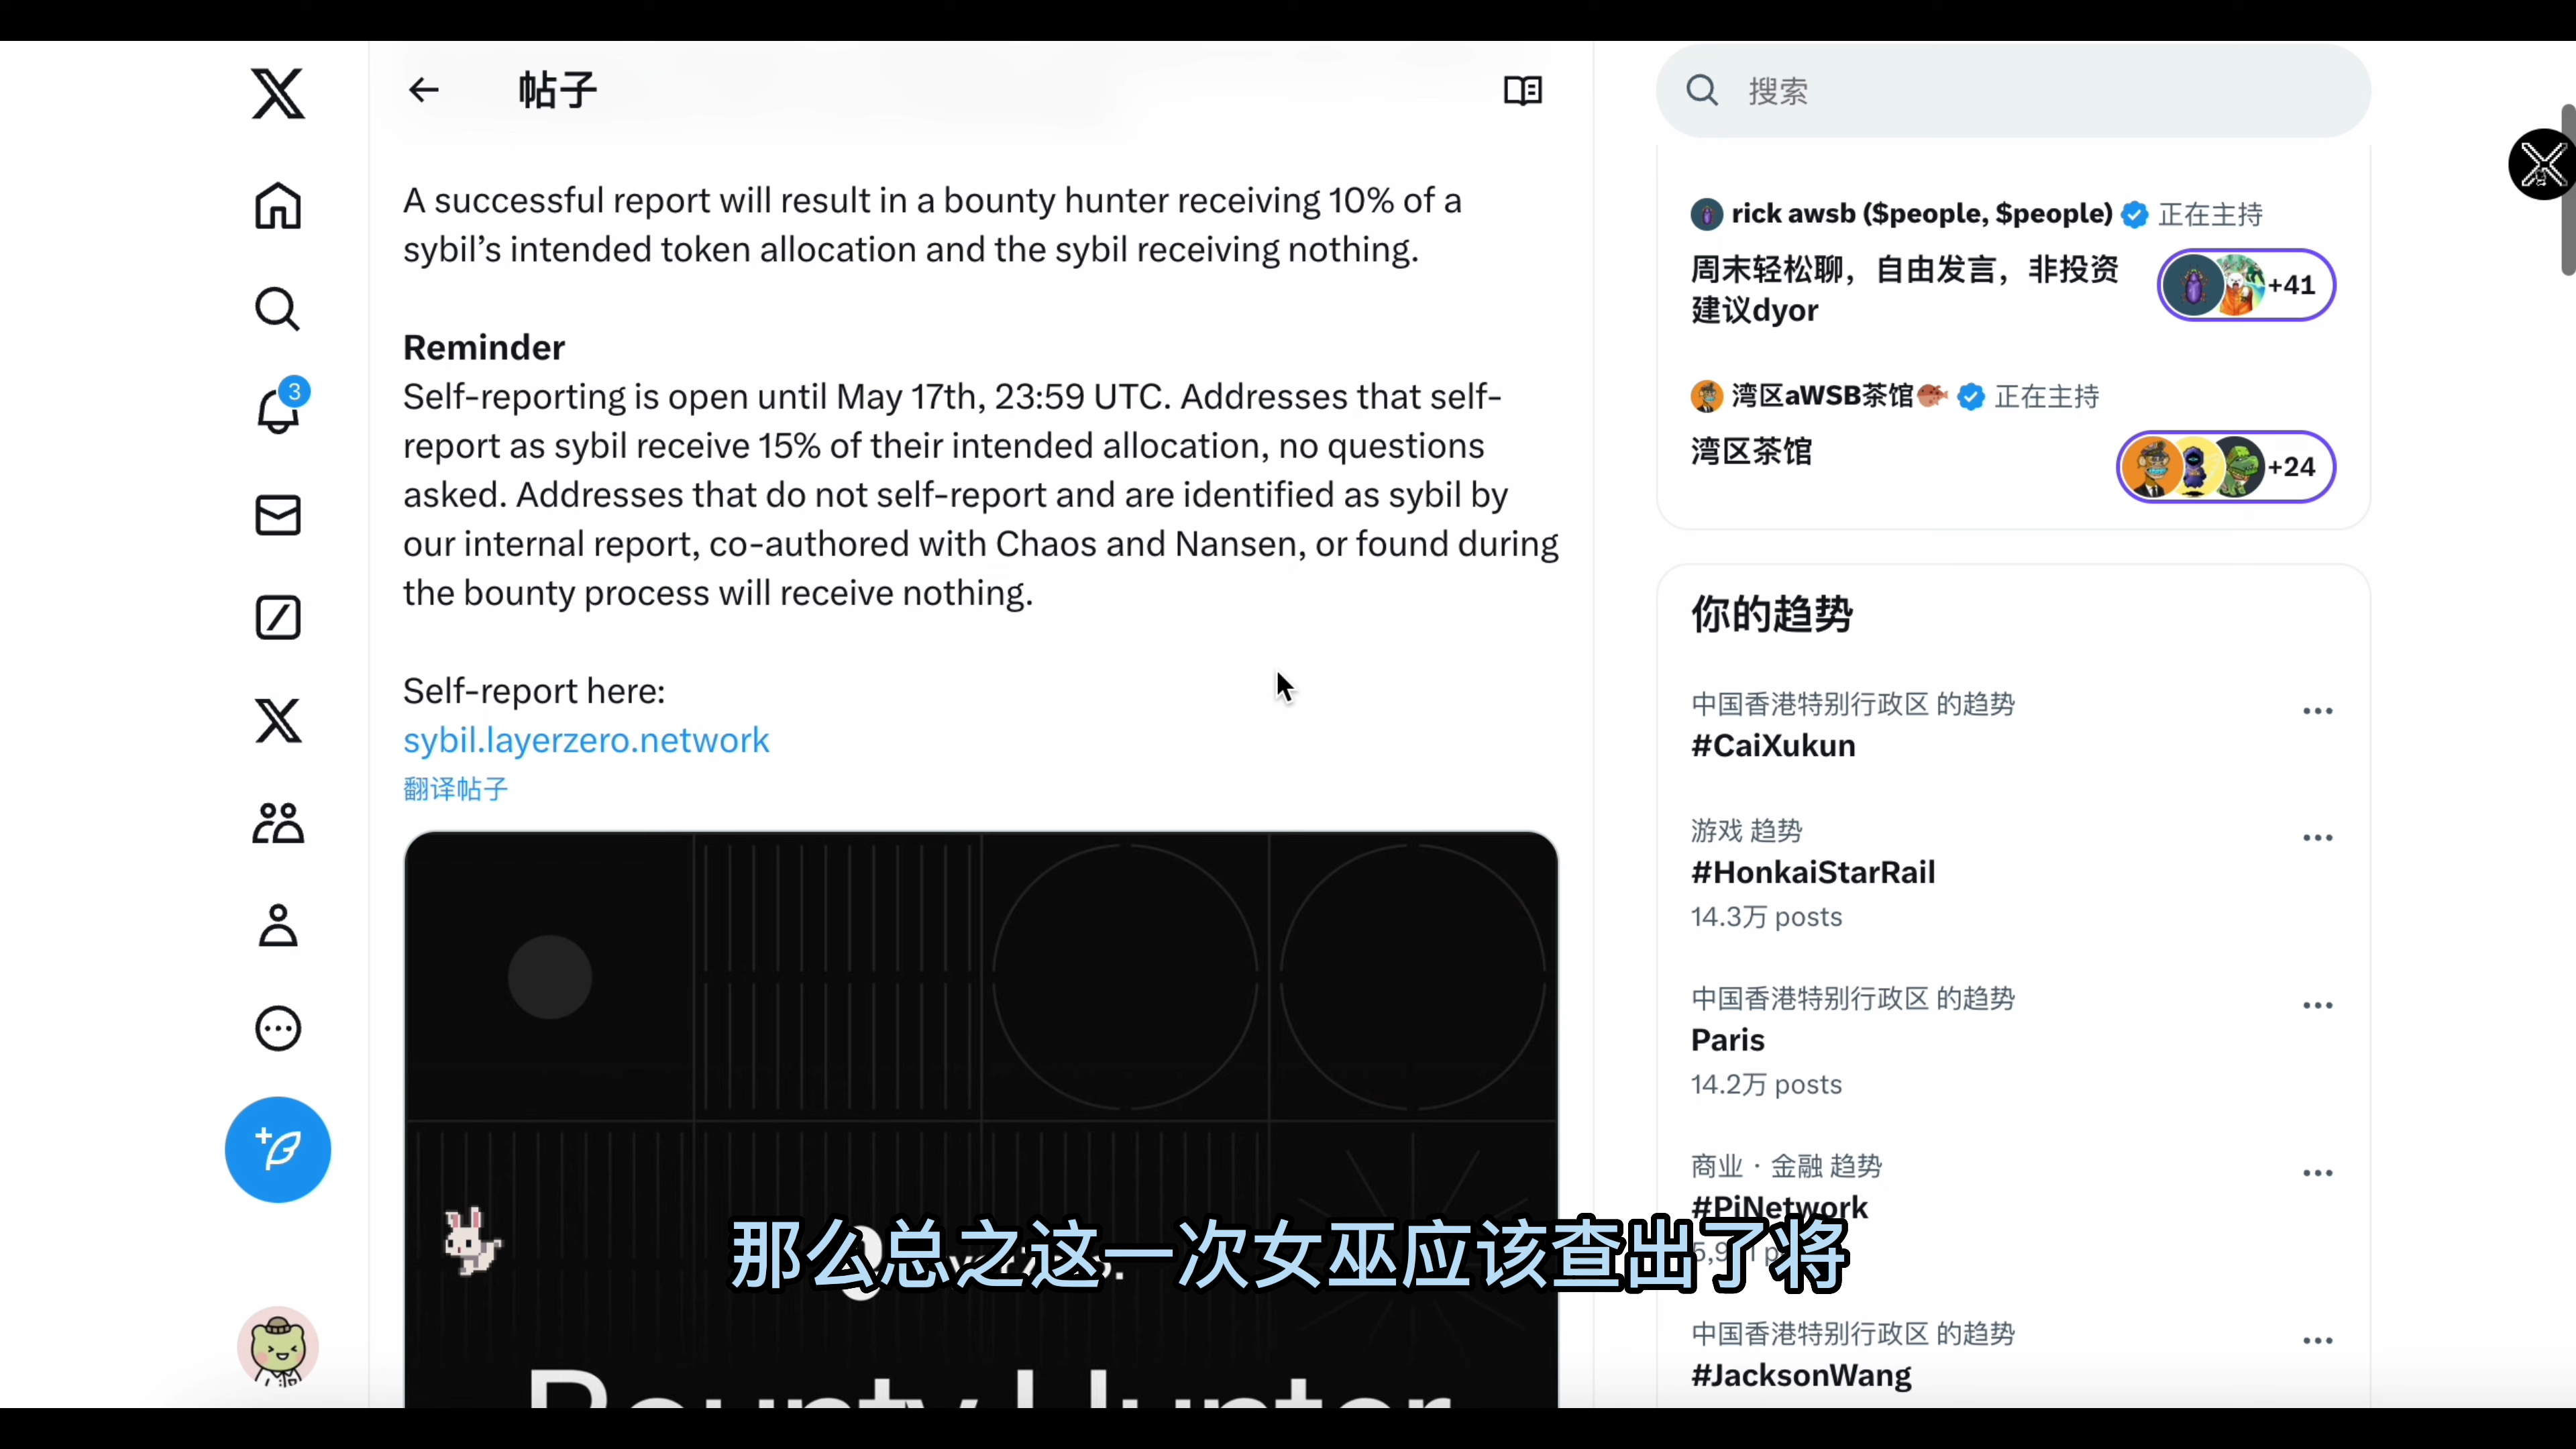 帖子
A successful report will result in a bounty hunter receiving 10% of a
sybil’s intended token allocation and the sybil receiving nothing.
Reminder
Self-reporting is open until May 17th, 23:59 UTC. Addresses that self-
report as sybil receive 15% of their intended allocation, no questions
asked. Addresses that do not self-report and are identified as sybil by
our internal report, co-authored with Chaos and Nansen, or found during
the bounty process will receive nothing.
Self-report here:
sybil.layerzero.network
翻译帖子
Bounty Hunter
那么总之这一次女巫应该查出了将
3
搜索
rick awsb ($people, $people) 正在主持
周末轻松聊，自由发言，非投资
建议dyor
+41
湾区aWSB茶馆 正在主持
湾区茶馆
+24
你的趋势
中国香港特别行政区 的趋势
#CaiXukun
游戏 趋势
#HonkaiStarRail
14.3万 posts
中国香港特别行政区 的趋势
Paris
14.2万 posts
商业 · 金融 趋势
#PiNetwork
中国香港特别行政区 的趋势
#JacksonWang